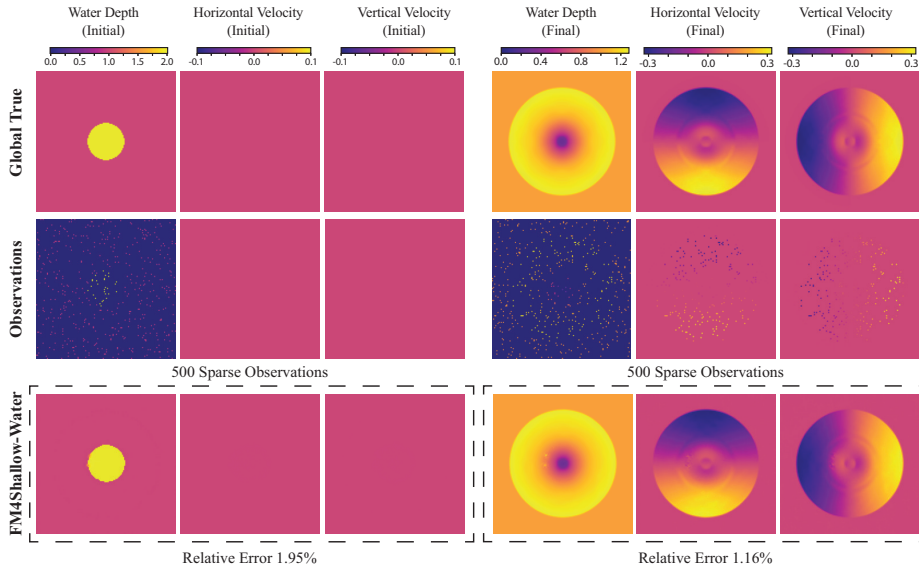 Water Depth
(Initial)
Horizontal Velocity
(Initial)
Vertical Velocity
(Initial)
Water Depth
(Final)
Horizontal Velocity
(Final)
Vertical Velocity
(Final)
0.0 0.5 1.0 1.5 2.0
-0.1 0.0 0.1
-0.1 0.0 0.1
0.0 0.4 0.8 1.2
-0.3 0.0 0.3
-0.3 0.0 0.3
Global True
Observations
500 Sparse Observations
500 Sparse Observations
FM4Shallow-Water
Relative Error 1.95%
Relative Error 1.16%